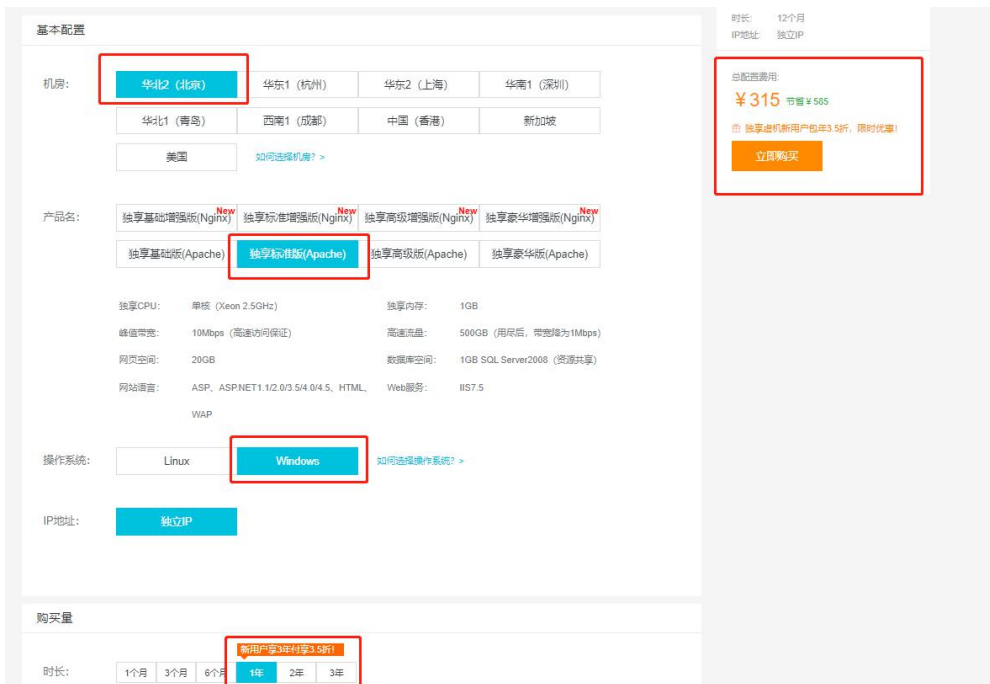 基本配置
时长: 12个月
IP地址: 独立IP
机房: 华北2（北京） 华东1（杭州） 华东2（上海） 华南1（深圳）
华北1（青岛） 西南1（成都） 中国（香港） 新加坡
美国 如何选择机房? >
总配置费用:
￥315 节省￥585
独享虚机新用户包年3.5折，限时优惠!
立即购买
产品名: 独享基础增强版(Nginx) New 独享标准增强版(Nginx) New 独享高级增强版(Nginx) New 独享豪华增强版(Nginx) New
独享基础版(Apache) 独享标准版(Apache) 独享高级版(Apache) 独享豪华版(Apache)
独享CPU: 单核（Xeon 2.5GHz） 独享内存: 1GB
峰值带宽: 10Mbps（高速访问保证） 高速流量: 500GB（用尽后，带宽降为1Mbps）
网页空间: 20GB 数据库空间: 1GB SQL Server2008（资源共享）
网站语言: ASP、ASP.NET1.1/2.0/3.5/4.0/4.5、HTML、 Web服务: IIS7.5
WAP
操作系统: Linux Windows 如何选择操作系统? >
IP地址: 独立IP
购买量
新用户享3年付享3.5折!
时长: 1个月 3个月 6个月 1年 2年 3年